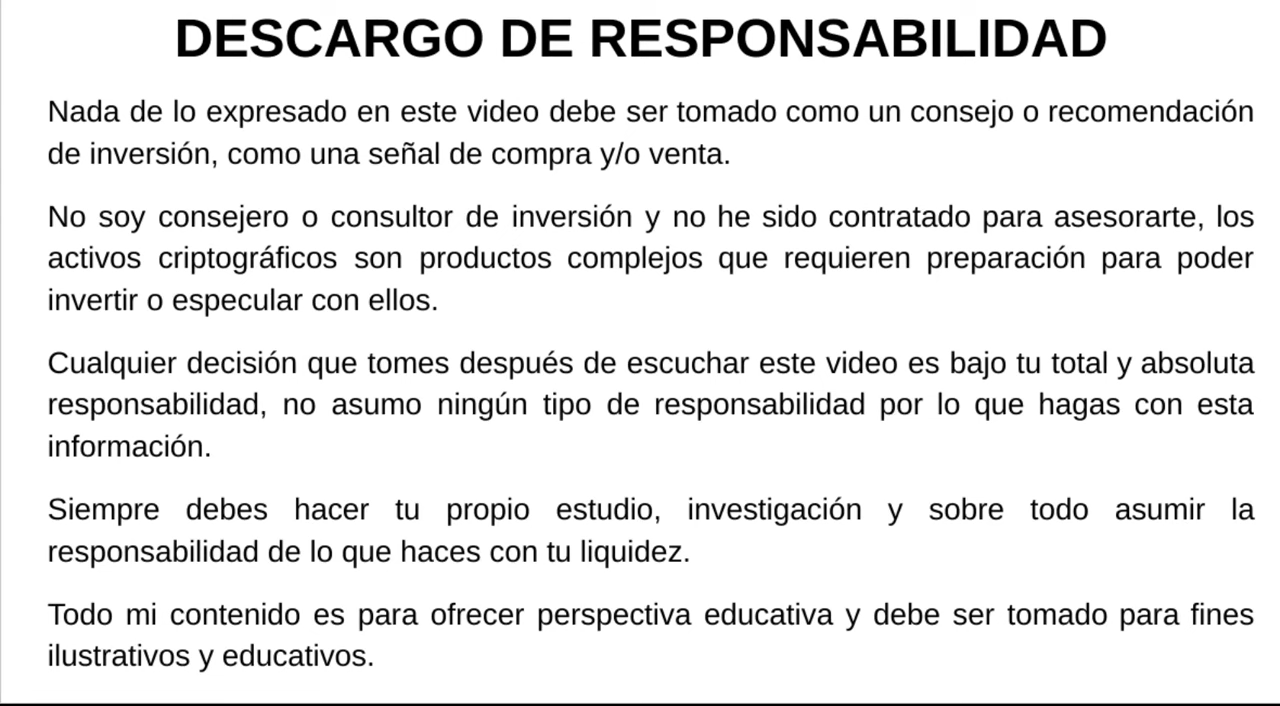 DESCARGO DE RESPONSABILIDAD
Nada de lo expresado en este video debe ser tomado como un consejo o recomendación
de inversión, como una señal de compra y/o venta.
No soy consejero o consultor de inversión y no he sido contratado para asesorarte, los
activos criptográficos son productos complejos que requieren preparación para poder
invertir o especular con ellos.
Cualquier decisión que tomes después de escuchar este video es bajo tu total y absoluta
responsabilidad, no asumo ningún tipo de responsabilidad por lo que hagas con esta
información.
Siempre debes hacer tu propio estudio, investigación y sobre todo asumir la
responsabilidad de lo que haces con tu liquidez.
Todo mi contenido es para ofrecer perspectiva educativa y debe ser tomado para fines
ilustrativos y educativos.